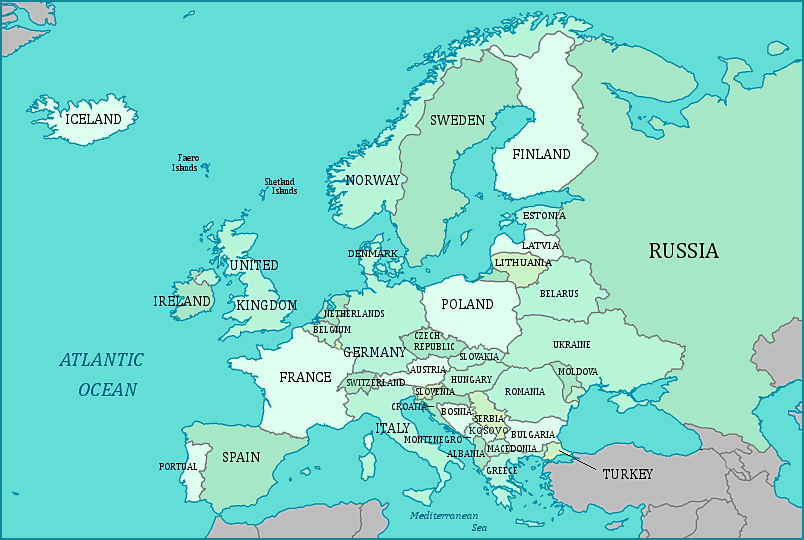 ICELAND
SWEDEN
FINLAND
Faero
Islands
Shetland
Islands
NORWAY
ESTONIA
LATVIA
RUSSIA
DENMARK
LITHUANIA
UNITED
KINGDOM
IRELAND
BELARUS
POLAND
NETHERLANDS
BELGIUM
CZECH
REPUBLIC
UKRAINE
GERMANY
SLOVAKIA
ATLANTIC
OCEAN
FRANCE
AUSTRIA
MOLDOVA
SWITZERLAND
HUNGARY
SLOVENIA
ROMANIA
CROATIA
BOSNIA
SERBIA
ITALY
KOSOVO
BULGARIA
MONTENEGRO
MACEDONIA
ALBANIA
SPAIN
PORTUAL
GREECE
TURKEY
Mediterranean
Sea